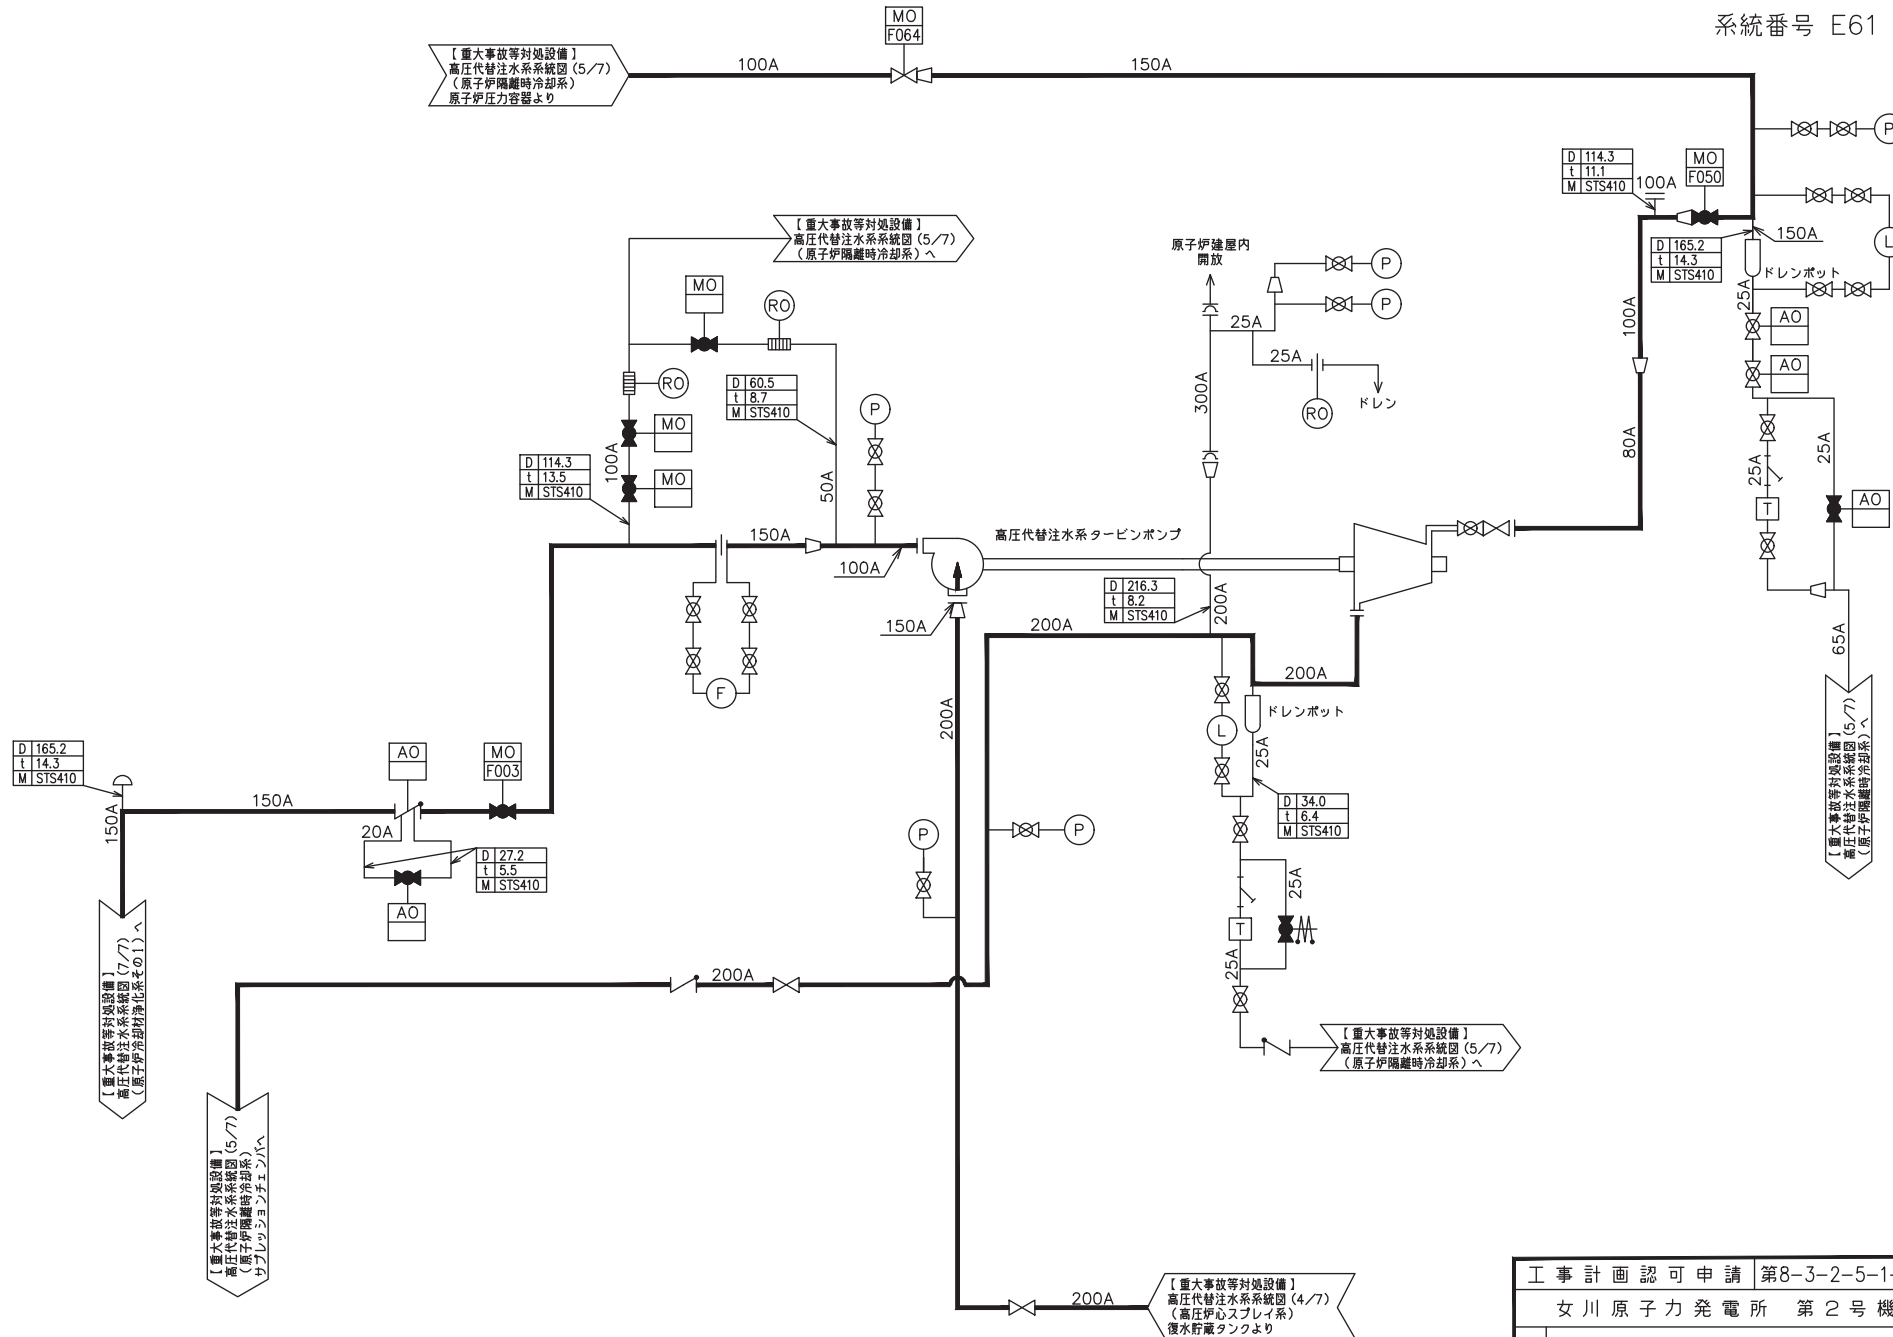 系統番号 E61
MO
F064
【重大事故等対処設備】
高圧代替注水系系統図(5/7)
(原子炉隔離時冷却系)
原子炉圧力容器より
100A
150A
P
D 114.3
t 11.1
M STS410
100A
MO
F050
D 165.2
t 14.3
M STS410
150A
L
ドレンポット
25A
AO
AO
25A
25A
T
AO
65A
【重大事故等対処設備】
高圧代替注水系系統図(5/7)
(原子炉隔離時冷却系)へ
【重大事故等対処設備】
高圧代替注水系系統図(5/7)
(原子炉隔離時冷却系)へ
MO
RO
RO
MO
MO
100A
D 60.5
t 8.7
M STS410
D 114.3
t 13.5
M STS410
50A
P
原子炉建屋内
開放
P
P
25A
25A
RO
ドレン
300A
100A
80A
150A
100A
高圧代替注水系タービンポンプ
D 216.3
t 8.2
M STS410
200A
150A
200A
200A
F
200A
L
ドレンポット
25A
D 34.0
t 6.4
M STS410
D 165.2
t 14.3
M STS410
150A
150A
AO
MO
F003
20A
D 27.2
t 5.5
M STS410
AO
P
P
25A
T
25A
200A
【重大事故等対処設備】
高圧代替注水系系統図(7/7)
(原子炉冷却材浄化系その1)へ
【重大事故等対処設備】
高圧代替注水系系統図(5/7)
(原子炉隔離時冷却系)
サプレッションチェンバへ
【重大事故等対処設備】
高圧代替注水系系統図(5/7)
(原子炉隔離時冷却系)へ
200A
【重大事故等対処設備】
高圧代替注水系系統図(4/7)
(高圧炉心スプレイ系)
復水貯蔵タンクより
工事計画認可申請 第8-3-2-5-1-
女川原子力発電所 第2号機